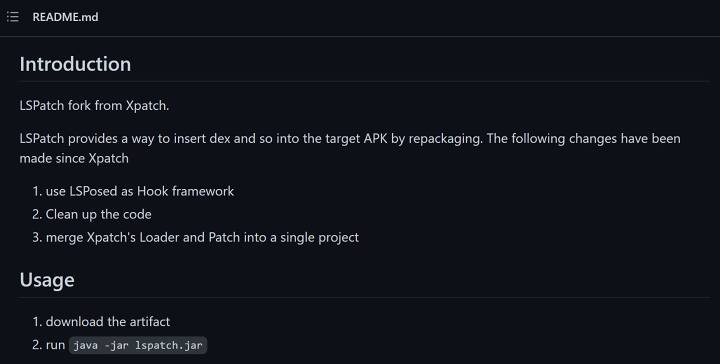 README.md
Introduction
LSPatch fork from Xpatch.
LSPatch provides a way to insert dex and so into the target APK by repackaging. The following changes have been
made since Xpatch
1. use LSPosed as Hook framework
2. Clean up the code
3. merge Xpatch's Loader and Patch into a single project
Usage
1. download the artifact
2. run java -jar lspatch.jar